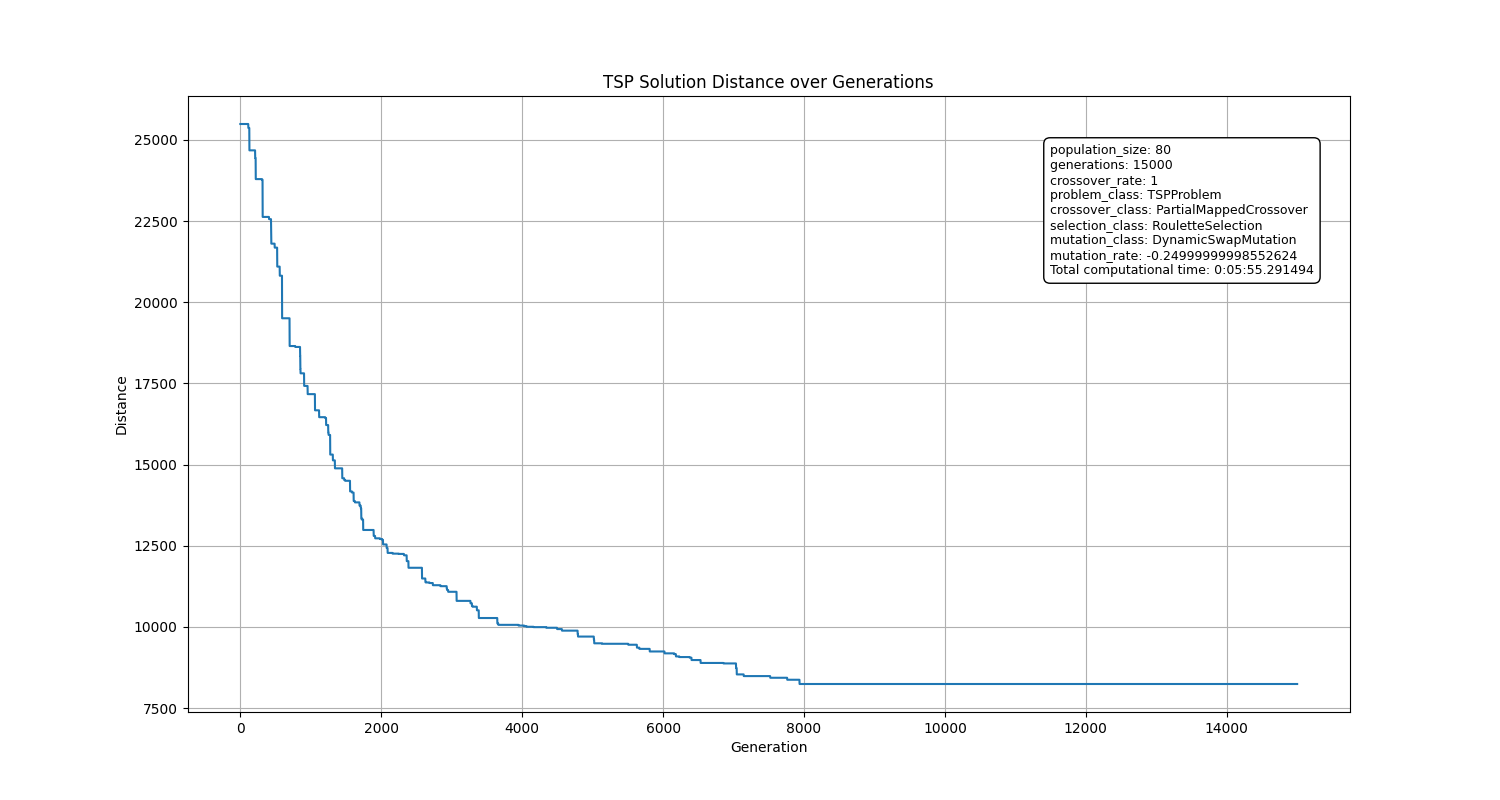 TSP Solution Distance over Generations
25000
22500
20000
17500
15000
12500
10000
7500
Distance
population_size: 80
generations: 15000
crossover_rate: 1
problem_class: TSPProblem
crossover_class: PartialMappedCrossover
selection_class: RouletteSelection
mutation_class: DynamicSwapMutation
mutation_rate: -0.24999999998552624
Total computational time: 0:05:55.291494
0 2000 4000 6000 8000 10000 12000 14000
Generation